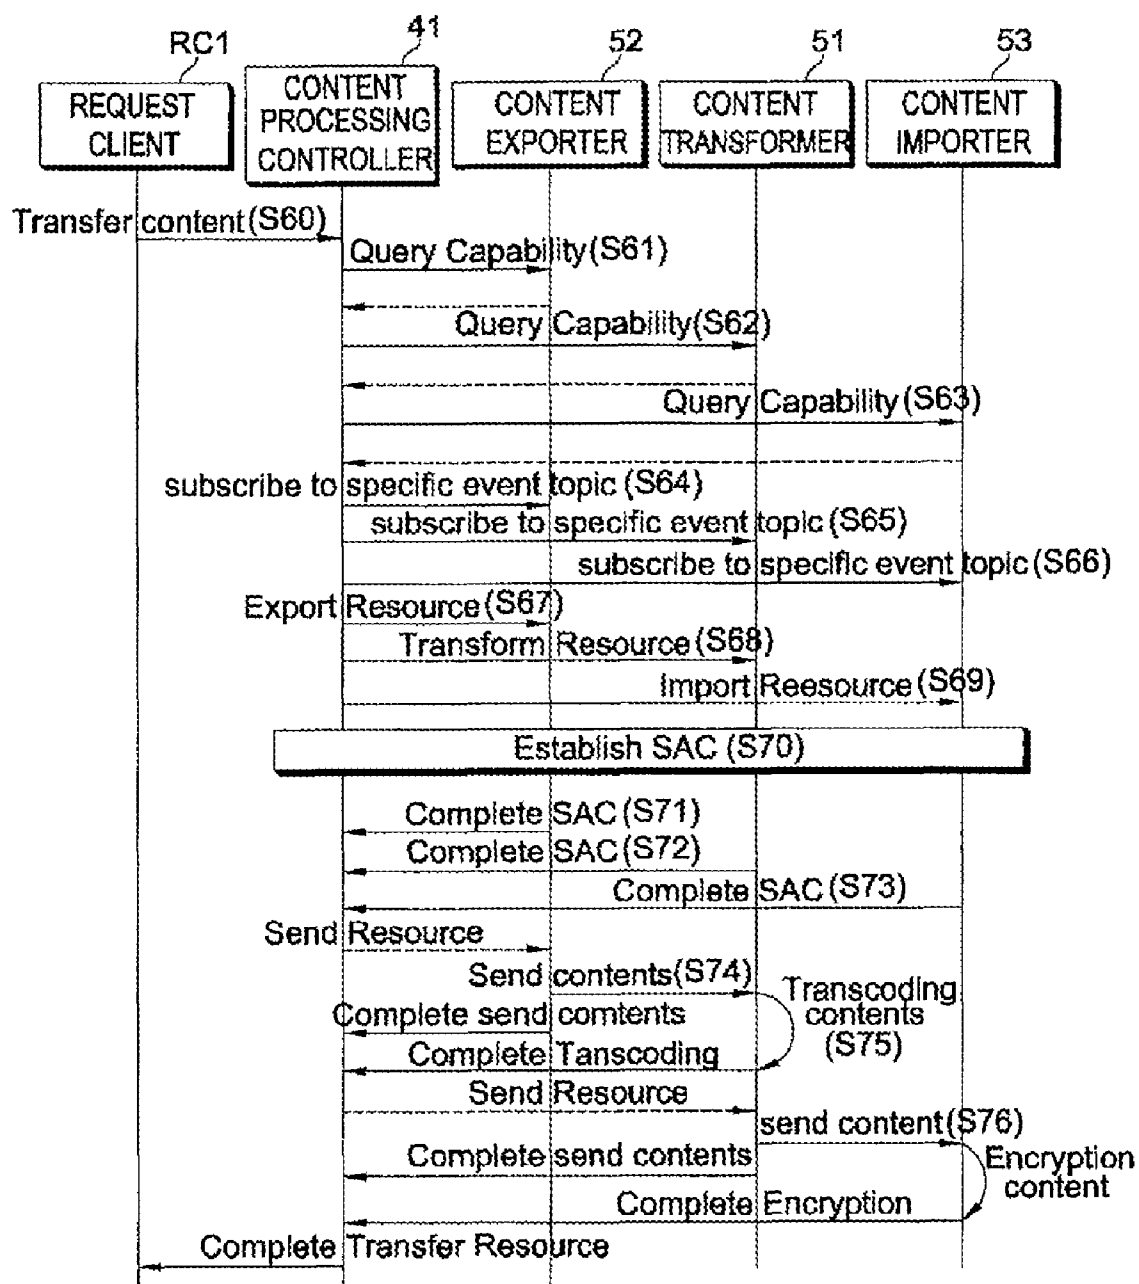 RC1
41
52
51
53
REQUEST
CLIENT
CONTENT
PROCESSING
CONTROLLER
CONTENT
EXPORTER
CONTENT
TRANSFORMER
CONTENT
IMPORTER
Transfer content (S60)
Query Capability (S61)
Query Capability (S62)
Query Capability (S63)
subscribe to specific event topic (S64)
subscribe to specific event topic (S65)
subscribe to specific event topic (S66)
Export Resource (S67)
Transform Resource (S68)
Import Reesource (S69)
Establish SAC (S70)
Complete SAC (S71)
Complete SAC (S72)
Complete SAC (S73)
Send Resource
Send contents (S74)
Transcoding
contents
(S75)
Complete send comtents
Complete Tanscoding
Send Resource
send content (S76)
Complete send contents
Encryption
content
Complete Encryption
Complete Transfer Resource